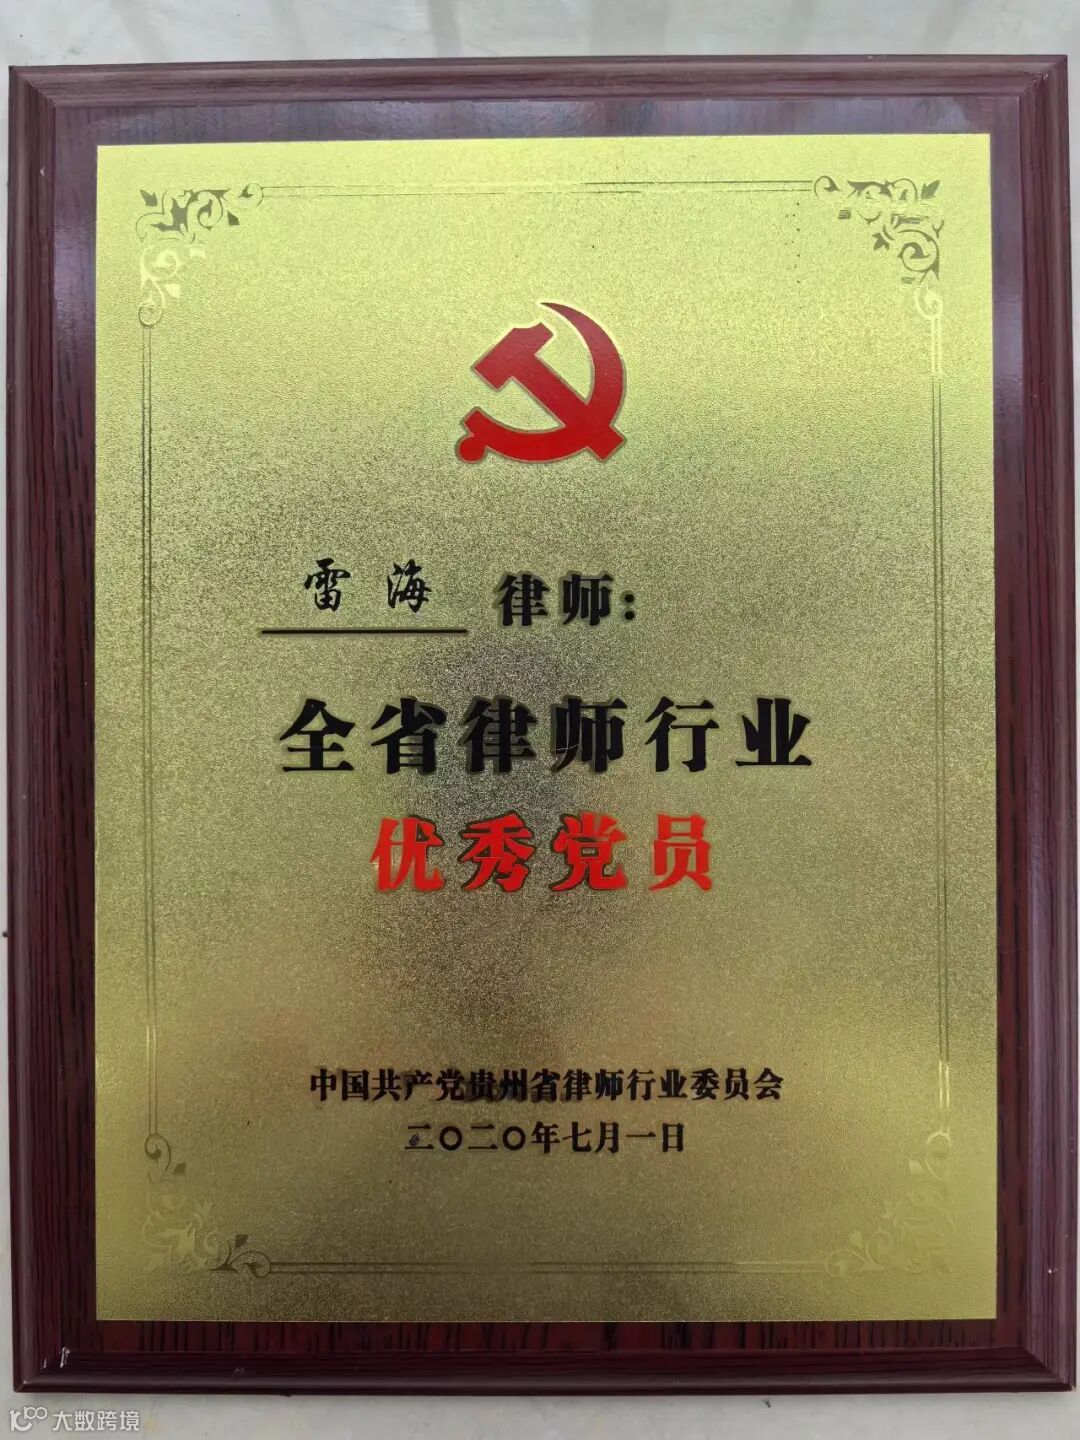 雷海律师:
全省律师行业
优秀党员
中国共产党贵州省律师行业委员会
二〇二〇年七月一日
大数跨境